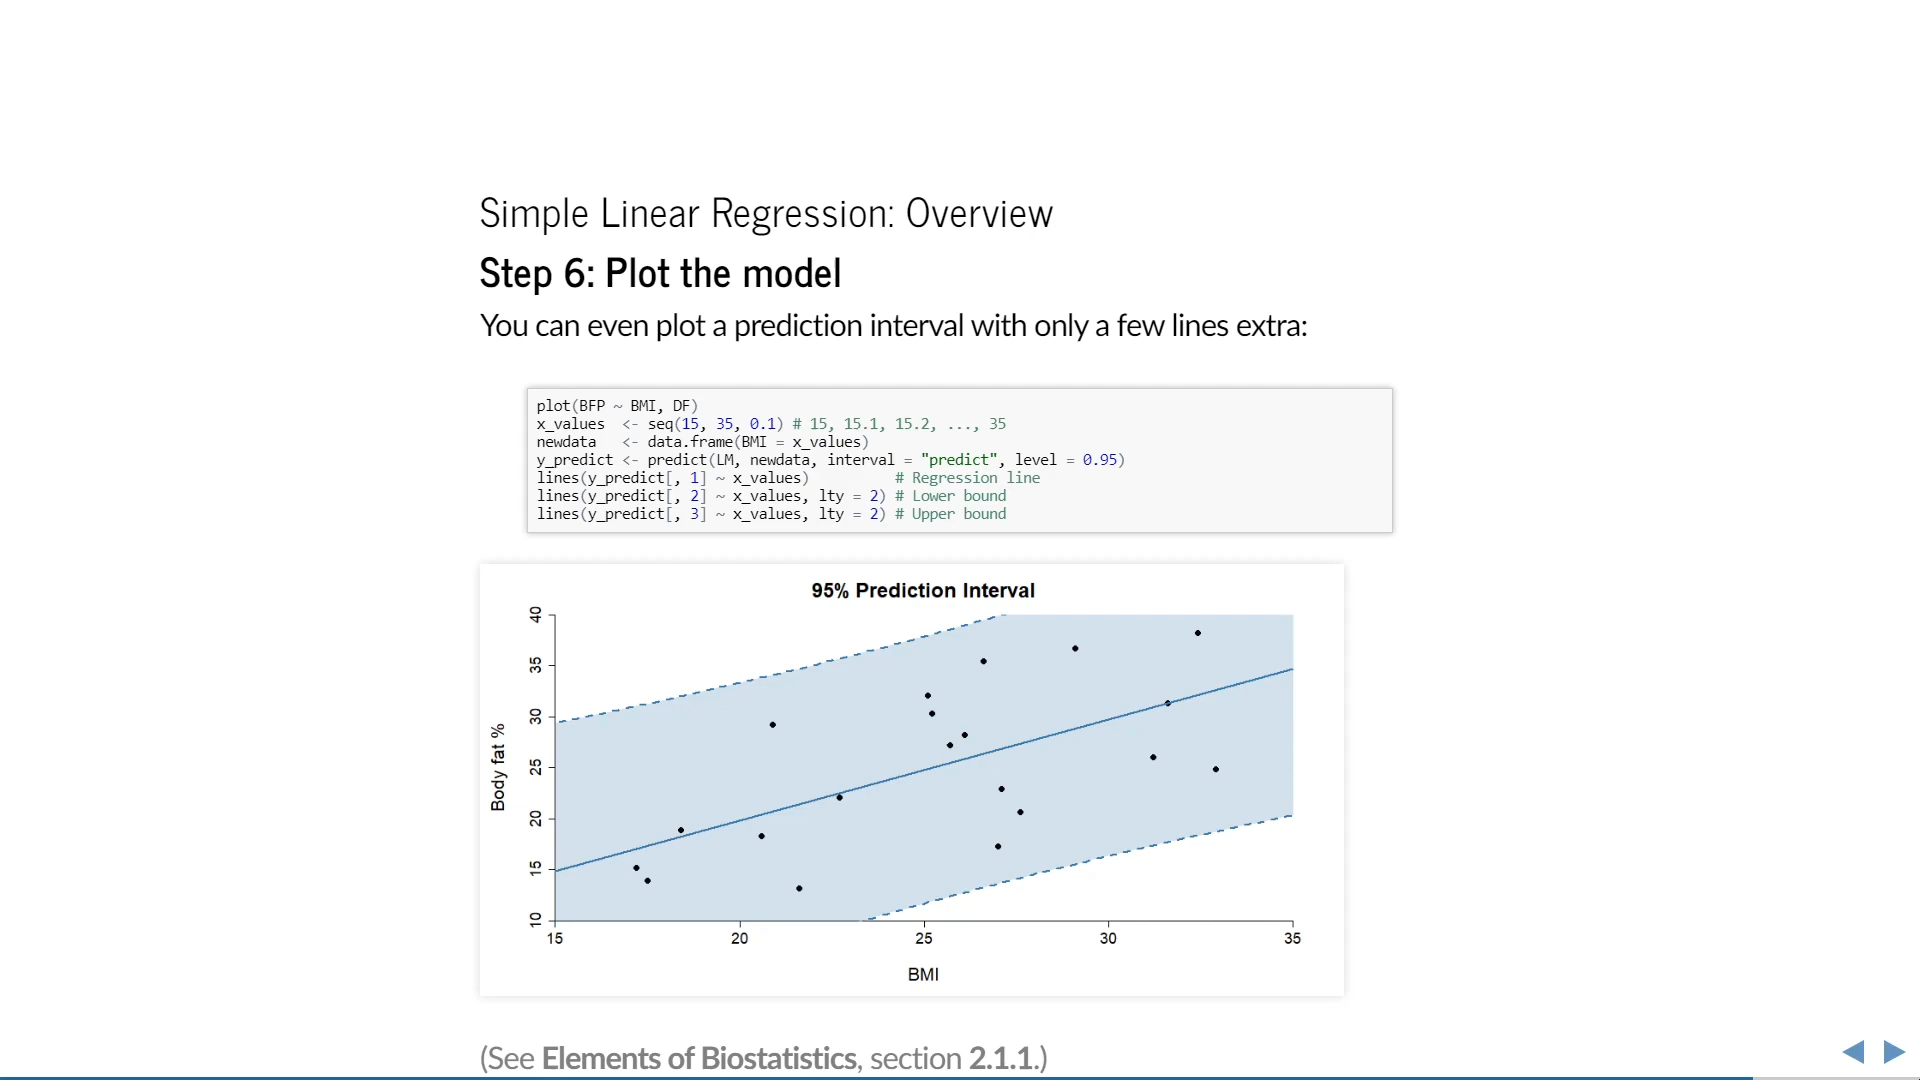 Simple Linear Regression: Overview
Step 6: Plot the model
You can even plot a prediction interval with only a few lines extra:
plot(BFP ~ BMI, DF)
x_values  <- seq(15, 35, 0.1) # 15, 15.1, 15.2, ..., 35
newdata   <- data.frame(BMI = x_values)
y_predict <- predict(LM, newdata, interval = "predict", level = 0.95)
lines(y_predict[, 1] ~ x_values)          # Regression line
lines(y_predict[, 2] ~ x_values, lty = 2) # Lower bound
lines(y_predict[, 3] ~ x_values, lty = 2) # Upper bound
95% Prediction Interval
40
35
30
25
20
15
10
Body fat %
15 20 25 30 35
BMI
(See Elements of Biostatistics, section 2.1.1.)